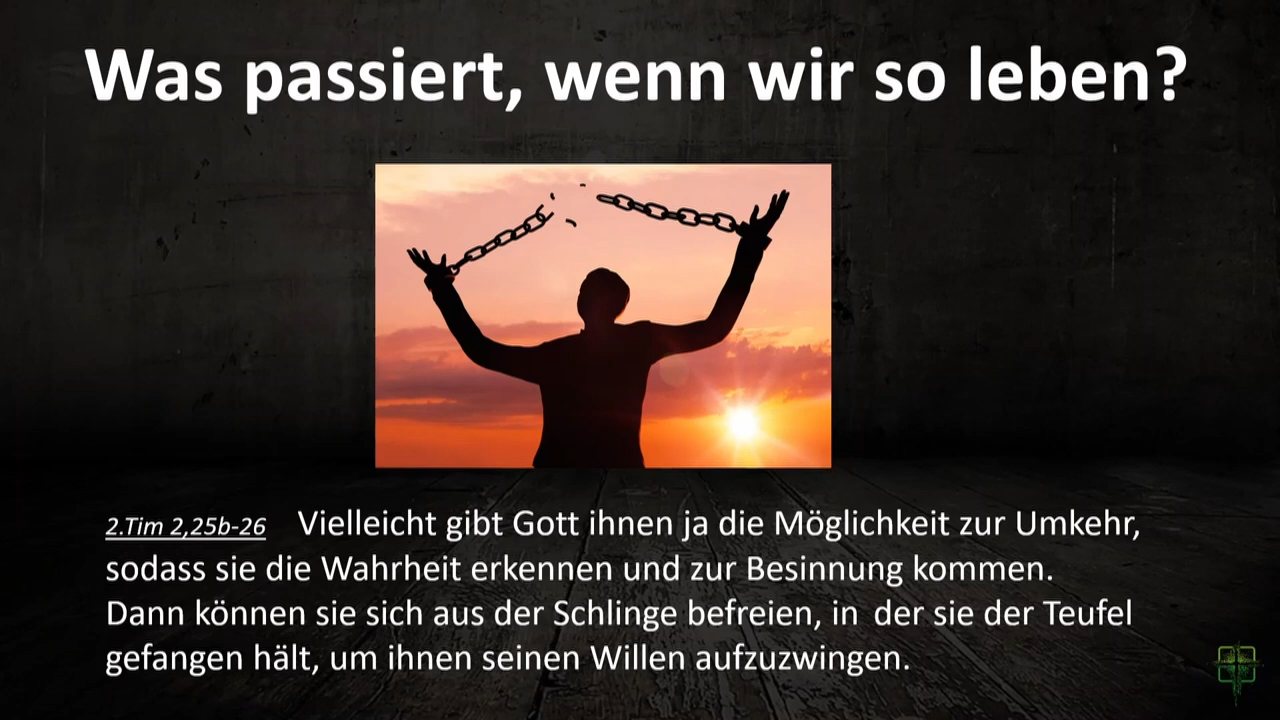 Was passiert, wenn wir so leben?
2.Tim 2,25b-26 Vielleicht gibt Gott ihnen ja die Möglichkeit zur Umkehr,
sodass sie die Wahrheit erkennen und zur Besinnung kommen.
Dann können sie sich aus der Schlinge befreien, in der sie der Teufel
gefangen hält, um ihnen seinen Willen aufzuzwingen.